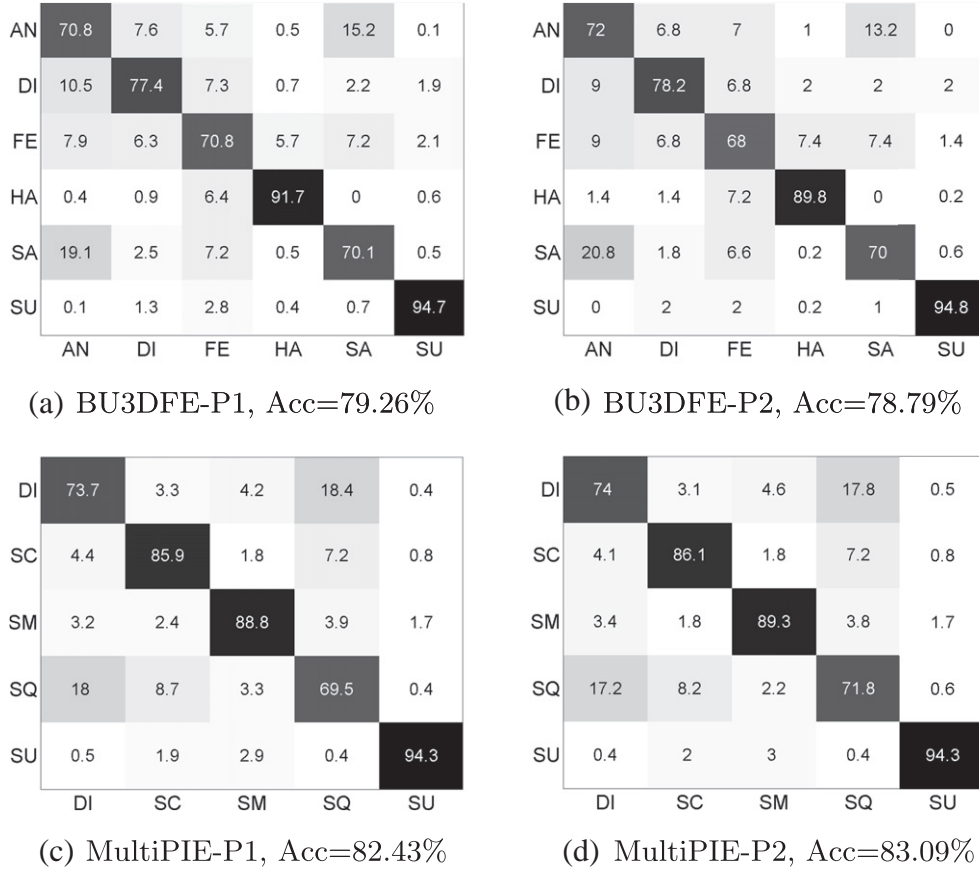 AN 70.8 7.6 5.7 0.5 15.2 0.1
DI 10.5 77.4 7.3 0.7 2.2 1.9
FE 7.9 6.3 70.8 5.7 7.2 2.1
HA 0.4 0.9 6.4 91.7 0 0.6
SA 19.1 2.5 7.2 0.5 70.1 0.5
SU 0.1 1.3 2.8 0.4 0.7 94.7
AN DI FE HA SA SU
(a) BU3DFE-P1, Acc=79.26%
AN 72 6.8 7 1 13.2 0
DI 9 78.2 6.8 2 2 2
FE 9 6.8 68 7.4 7.4 1.4
HA 1.4 1.4 7.2 89.8 0 0.2
SA 20.8 1.8 6.6 0.2 70 0.6
SU 0 2 2 0.2 1 94.8
AN DI FE HA SA SU
(b) BU3DFE-P2, Acc=78.79%
DI 73.7 3.3 4.2 18.4 0.4
SC 4.4 85.9 1.8 7.2 0.8
SM 3.2 2.4 88.8 3.9 1.7
SQ 18 8.7 3.3 69.5 0.4
SU 0.5 1.9 2.9 0.4 94.3
DI SC SM SQ SU
(c) MultiPIE-P1, Acc=82.43%
DI 74 3.1 4.6 17.8 0.5
SC 4.1 86.1 1.8 7.2 0.8
SM 3.4 1.8 89.3 3.8 1.7
SQ 17.2 8.2 2.2 71.8 0.6
SU 0.4 2 3 0.4 94.3
DI SC SM SQ SU
(d) MultiPIE-P2, Acc=83.09%